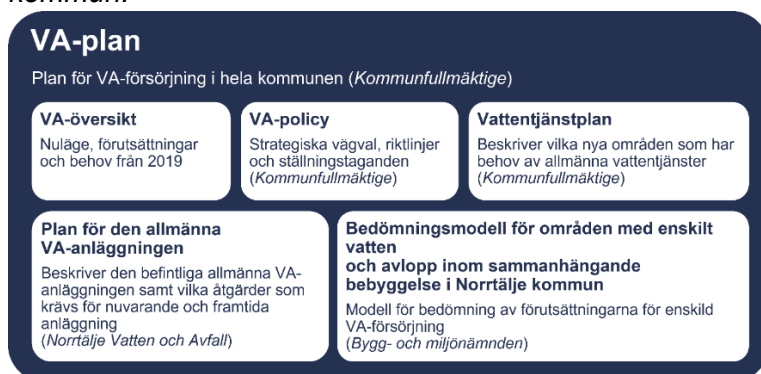 kommun.
VA-plan
Plan för VA-försörjning i hela kommunen (Kommunfullmäktige)
VA-översikt
Nuläge, förutsättningar
och behov från 2019
VA-policy
Strategiska vägval, riktlinjer
och ställningstaganden
(Kommunfullmäktige)
Vattentjänstplan
Beskriver vilka nya områden som har
behov av allmänna vattentjänster
(Kommunfullmäktige)
Plan för den allmänna
VA-anläggningen
Beskriver den befintliga allmänna VA-
anläggningen samt vilka åtgärder som
krävs för nuvarande och framtida
anläggning
(Norrtälje Vatten och Avfall)
Bedömningsmodell för områden med enskilt
vatten
och avlopp inom sammanhängande
bebyggelse i Norrtälje kommun
Modell för bedömning av förutsättningarna för enskild
VA-försörjning
(Bygg- och miljönämnden)